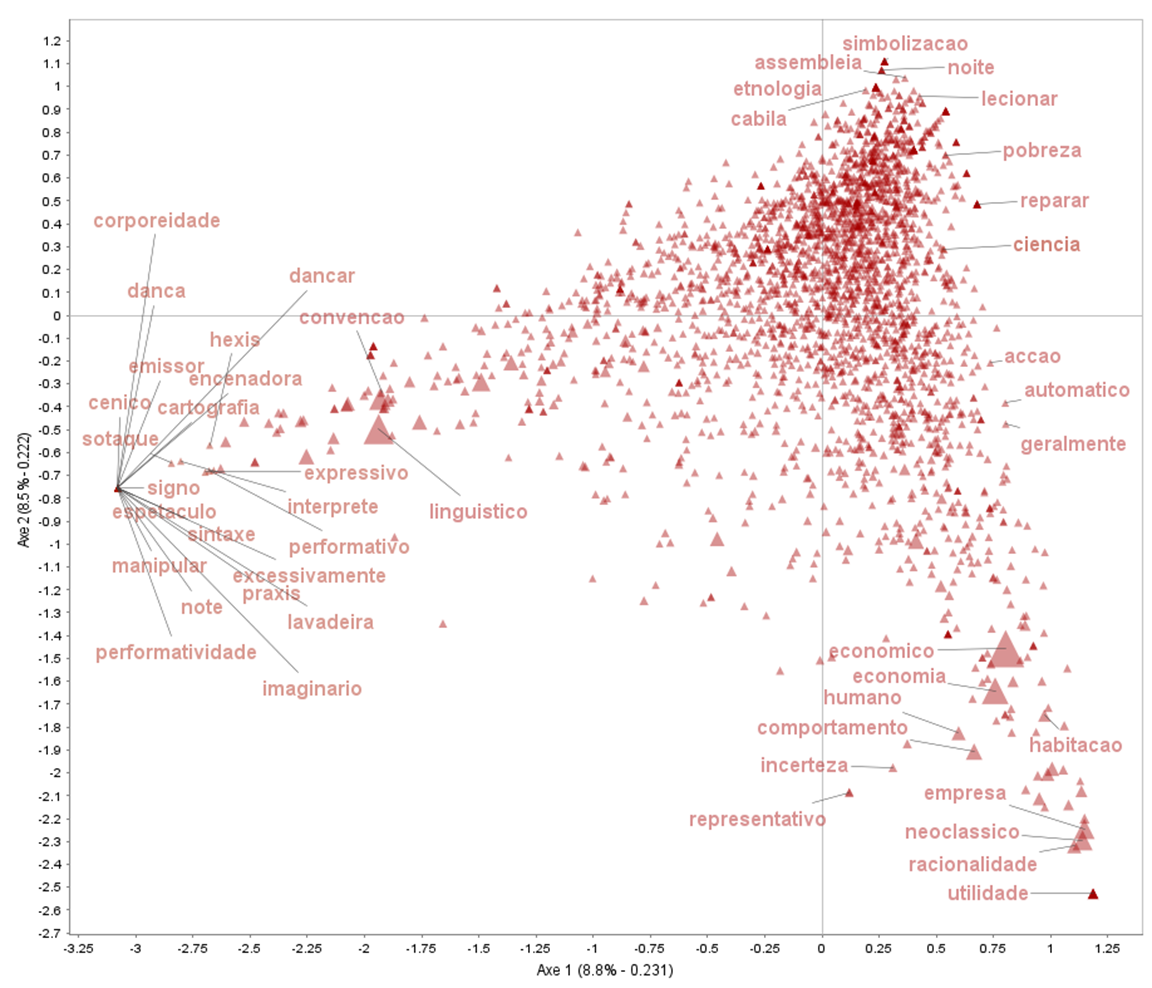 simbolizacao
assembleia
noite
etnologia
lecionar
cabila
pobreza
reparar
corporeidade
ciencia
dancar
danca
convencao
hexis
accao
emissor
encenadora
automatico
cenico
cartografia
sotaque
geralmente
expressivo
signo
interprete
linguistico
espetaculo
sintaxe
performativo
manipular
excessivamente
praxis
note
lavadeira
performatividade
economico
economia
imaginario
humano
comportamento
habitacao
incerteza
empresa
representativo
neoclassico
racionalidade
utilidade
1.2
1.1
1
0.9
0.8
0.7
0.6
0.5
0.4
0.3
0.2
0.1
0
-0.1
-0.2
-0.3
-0.4
-0.5
-0.6
-0.7
-0.8
-0.9
-1
-1.1
-1.2
-1.3
-1.4
-1.5
-1.6
-1.7
-1.8
-1.9
-2
-2.1
-2.2
-2.3
-2.4
-2.5
-2.6
-2.7
Axe 2 (8.5% - 0.222)
-3.25 -3 -2.75 -2.5 -2.25 -2 -1.75 -1.5 -1.25 -1 -0.75 -0.5 -0.25 0 0.25 0.5 0.75 1 1.25
Axe 1 (8.8% - 0.231)